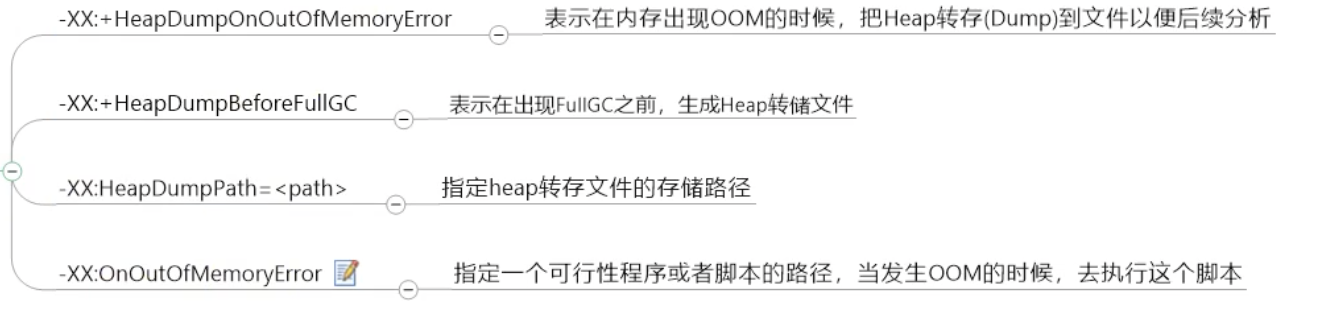 -XX:+HeapDumpOnOutOfMemoryError 表示在内存出现OOM的时候，把Heap转存(Dump)到文件以便后续分析
-XX:+HeapDumpBeforeFullGC 表示在出现FullGC之前，生成Heap转储文件
-XX:HeapDumpPath=<path> 指定heap转存文件的存储路径
-XX:OnOutOfMemoryError 指定一个可行性程序或者脚本的路径，当发生OOM的时候，去执行这个脚本